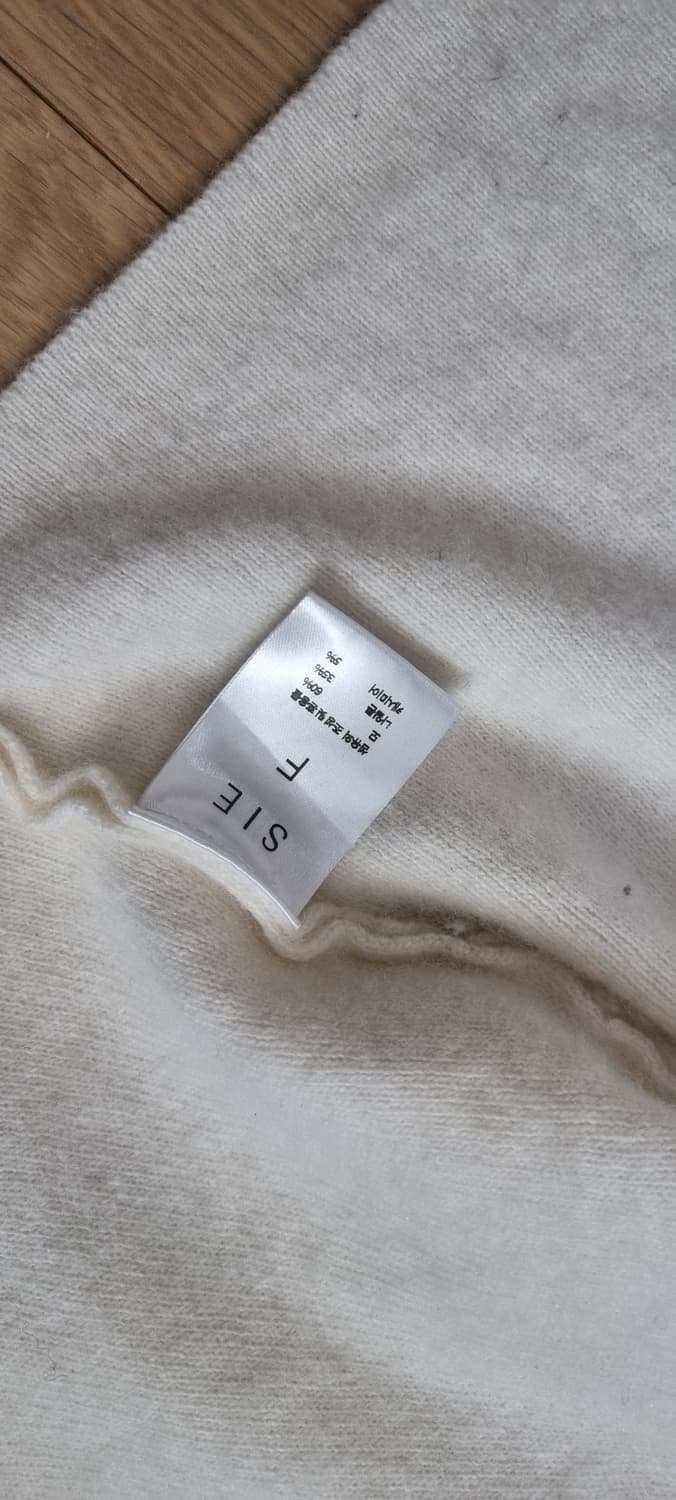 SIE
F
섬유의 조성 및 혼용률
모 60%
나일론 35%
캐시미어 5%